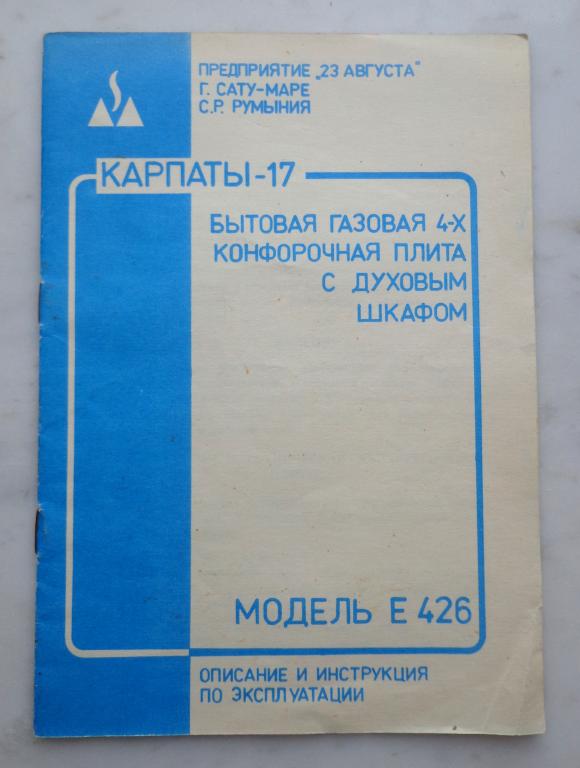 ПРЕДПРИЯТИЕ „23 АВГУСТА"
Г. САТУ-МАРЕ
С.Р. РУМЫНИЯ
КАРПАТЫ-17
БЫТОВАЯ ГАЗОВАЯ 4-Х
КОНФОРОЧНАЯ ПЛИТА
С ДУХОВЫМ
ШКАФОМ
МОДЕЛЬ Е 426
ОПИСАНИЕ И ИНСТРУКЦИЯ
ПО ЭКСПЛУАТАЦИИ